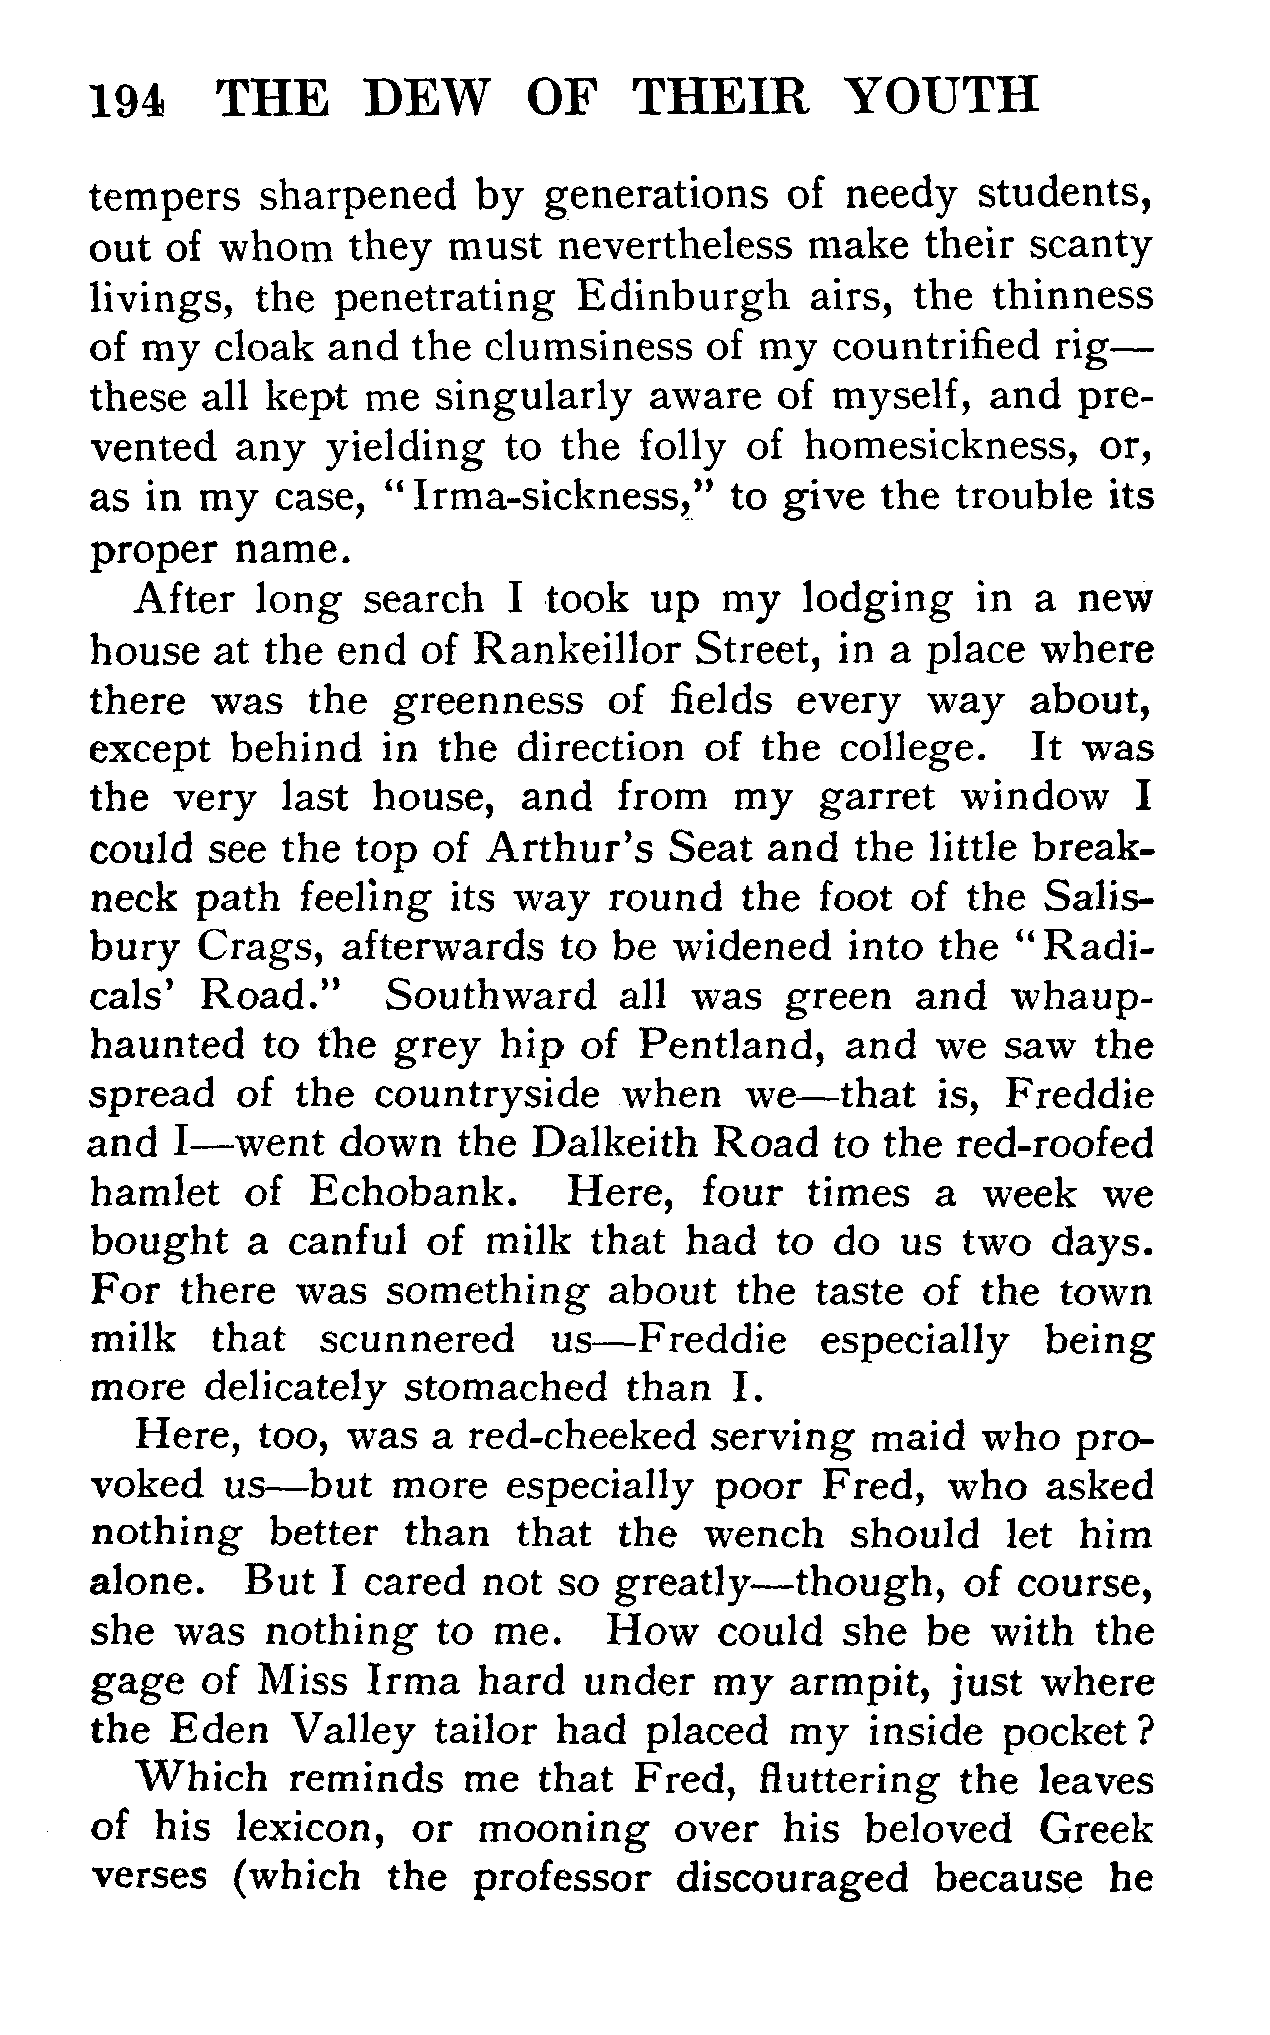 194 THE DEW OF THEIR YOUTH
tempers sharpened by generations of needy students,
out of whom they must nevertheless make their scanty
livings, the penetrating Edinburgh airs, the thinness
of my cloak and the clumsiness of my countrified rig—
these all kept me singularly aware of myself, and pre-
vented any yielding to the folly of homesickness, or,
as in my case, “Irma-sickness,” to give the trouble its
proper name.
After long search I took up my lodging in a new
house at the end of Rankeillor Street, in a place where
there was the greenness of fields every way about,
except behind in the direction of the college. It was
the very last house, and from my garret window I
could see the top of Arthur’s Seat and the little break-
neck path feeling its way round the foot of the Salis-
bury Crags, afterwards to be widened into the “Radi-
cals’ Road.” Southward all was green and whaup-
haunted to the grey hip of Pentland, and we saw the
spread of the countryside when we—that is, Freddie
and I—went down the Dalkeith Road to the red-roofed
hamlet of Echobank. Here, four times a week we
bought a canful of milk that had to do us two days.
For there was something about the taste of the town
milk that scunnered us—Freddie especially being
more delicately stomached than I.
Here, too, was a red-cheeked serving maid who pro-
voked us—but more especially poor Fred, who asked
nothing better than that the wench should let him
alone. But I cared not so greatly—though, of course,
she was nothing to me. How could she be with the
gage of Miss Irma hard under my armpit, just where
the Eden Valley tailor had placed my inside pocket?
Which reminds me that Fred, fluttering the leaves
of his lexicon, or mooning over his beloved Greek
verses (which the professor discouraged because he